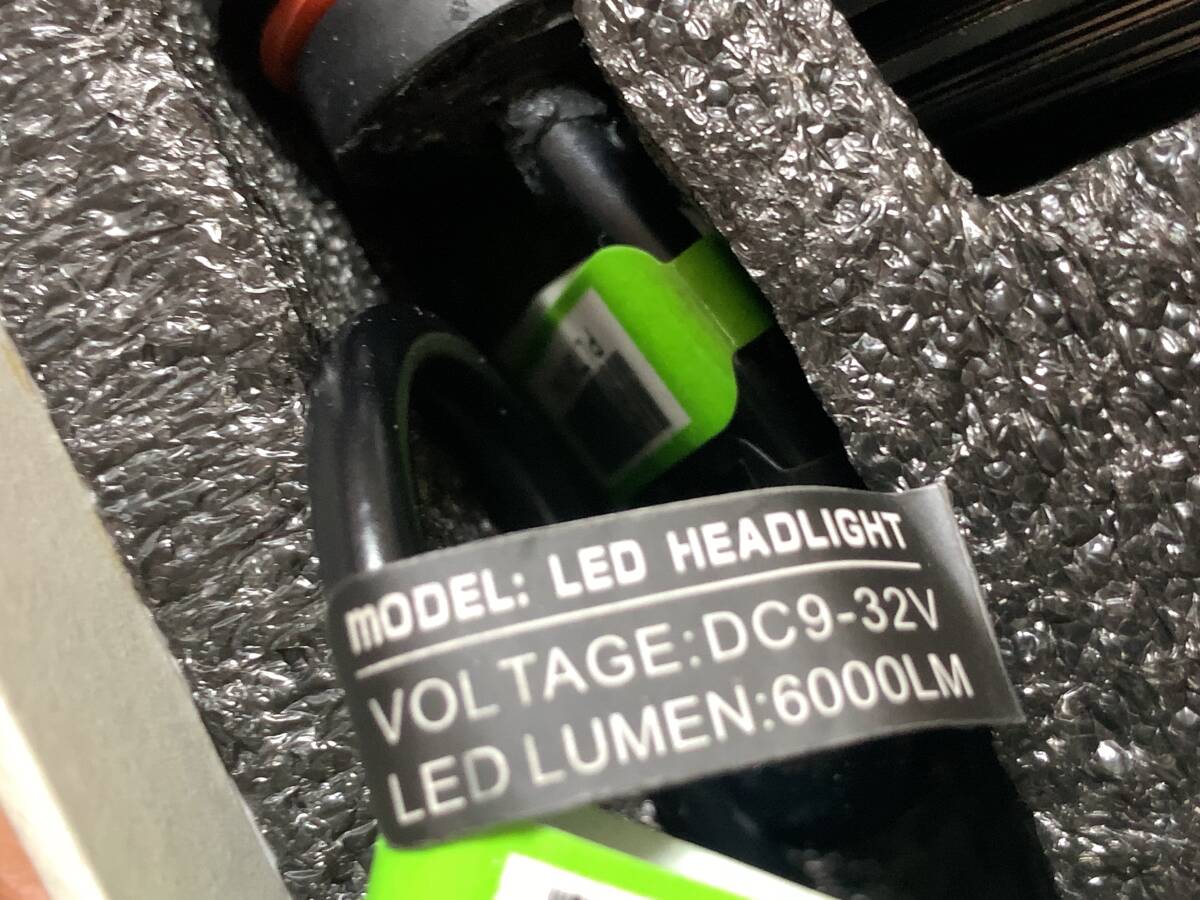 mODEL: LED HEADLIGHT
VOLTAGE:DC9-32V
LED LUMEN:6000LM